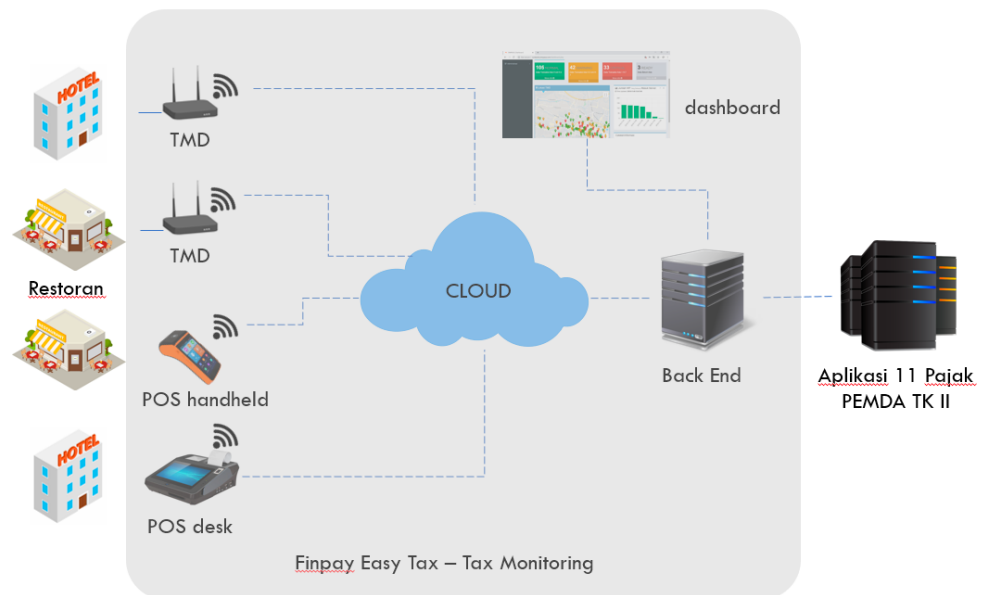 HOTEL
TMD
dashboard
TMD
Restoran
CLOUD
POS handheld
Back End
Aplikasi 11 Pajak
PEMDA TK II
HOTEL
POS desk
Finpay Easy Tax – Tax Monitoring